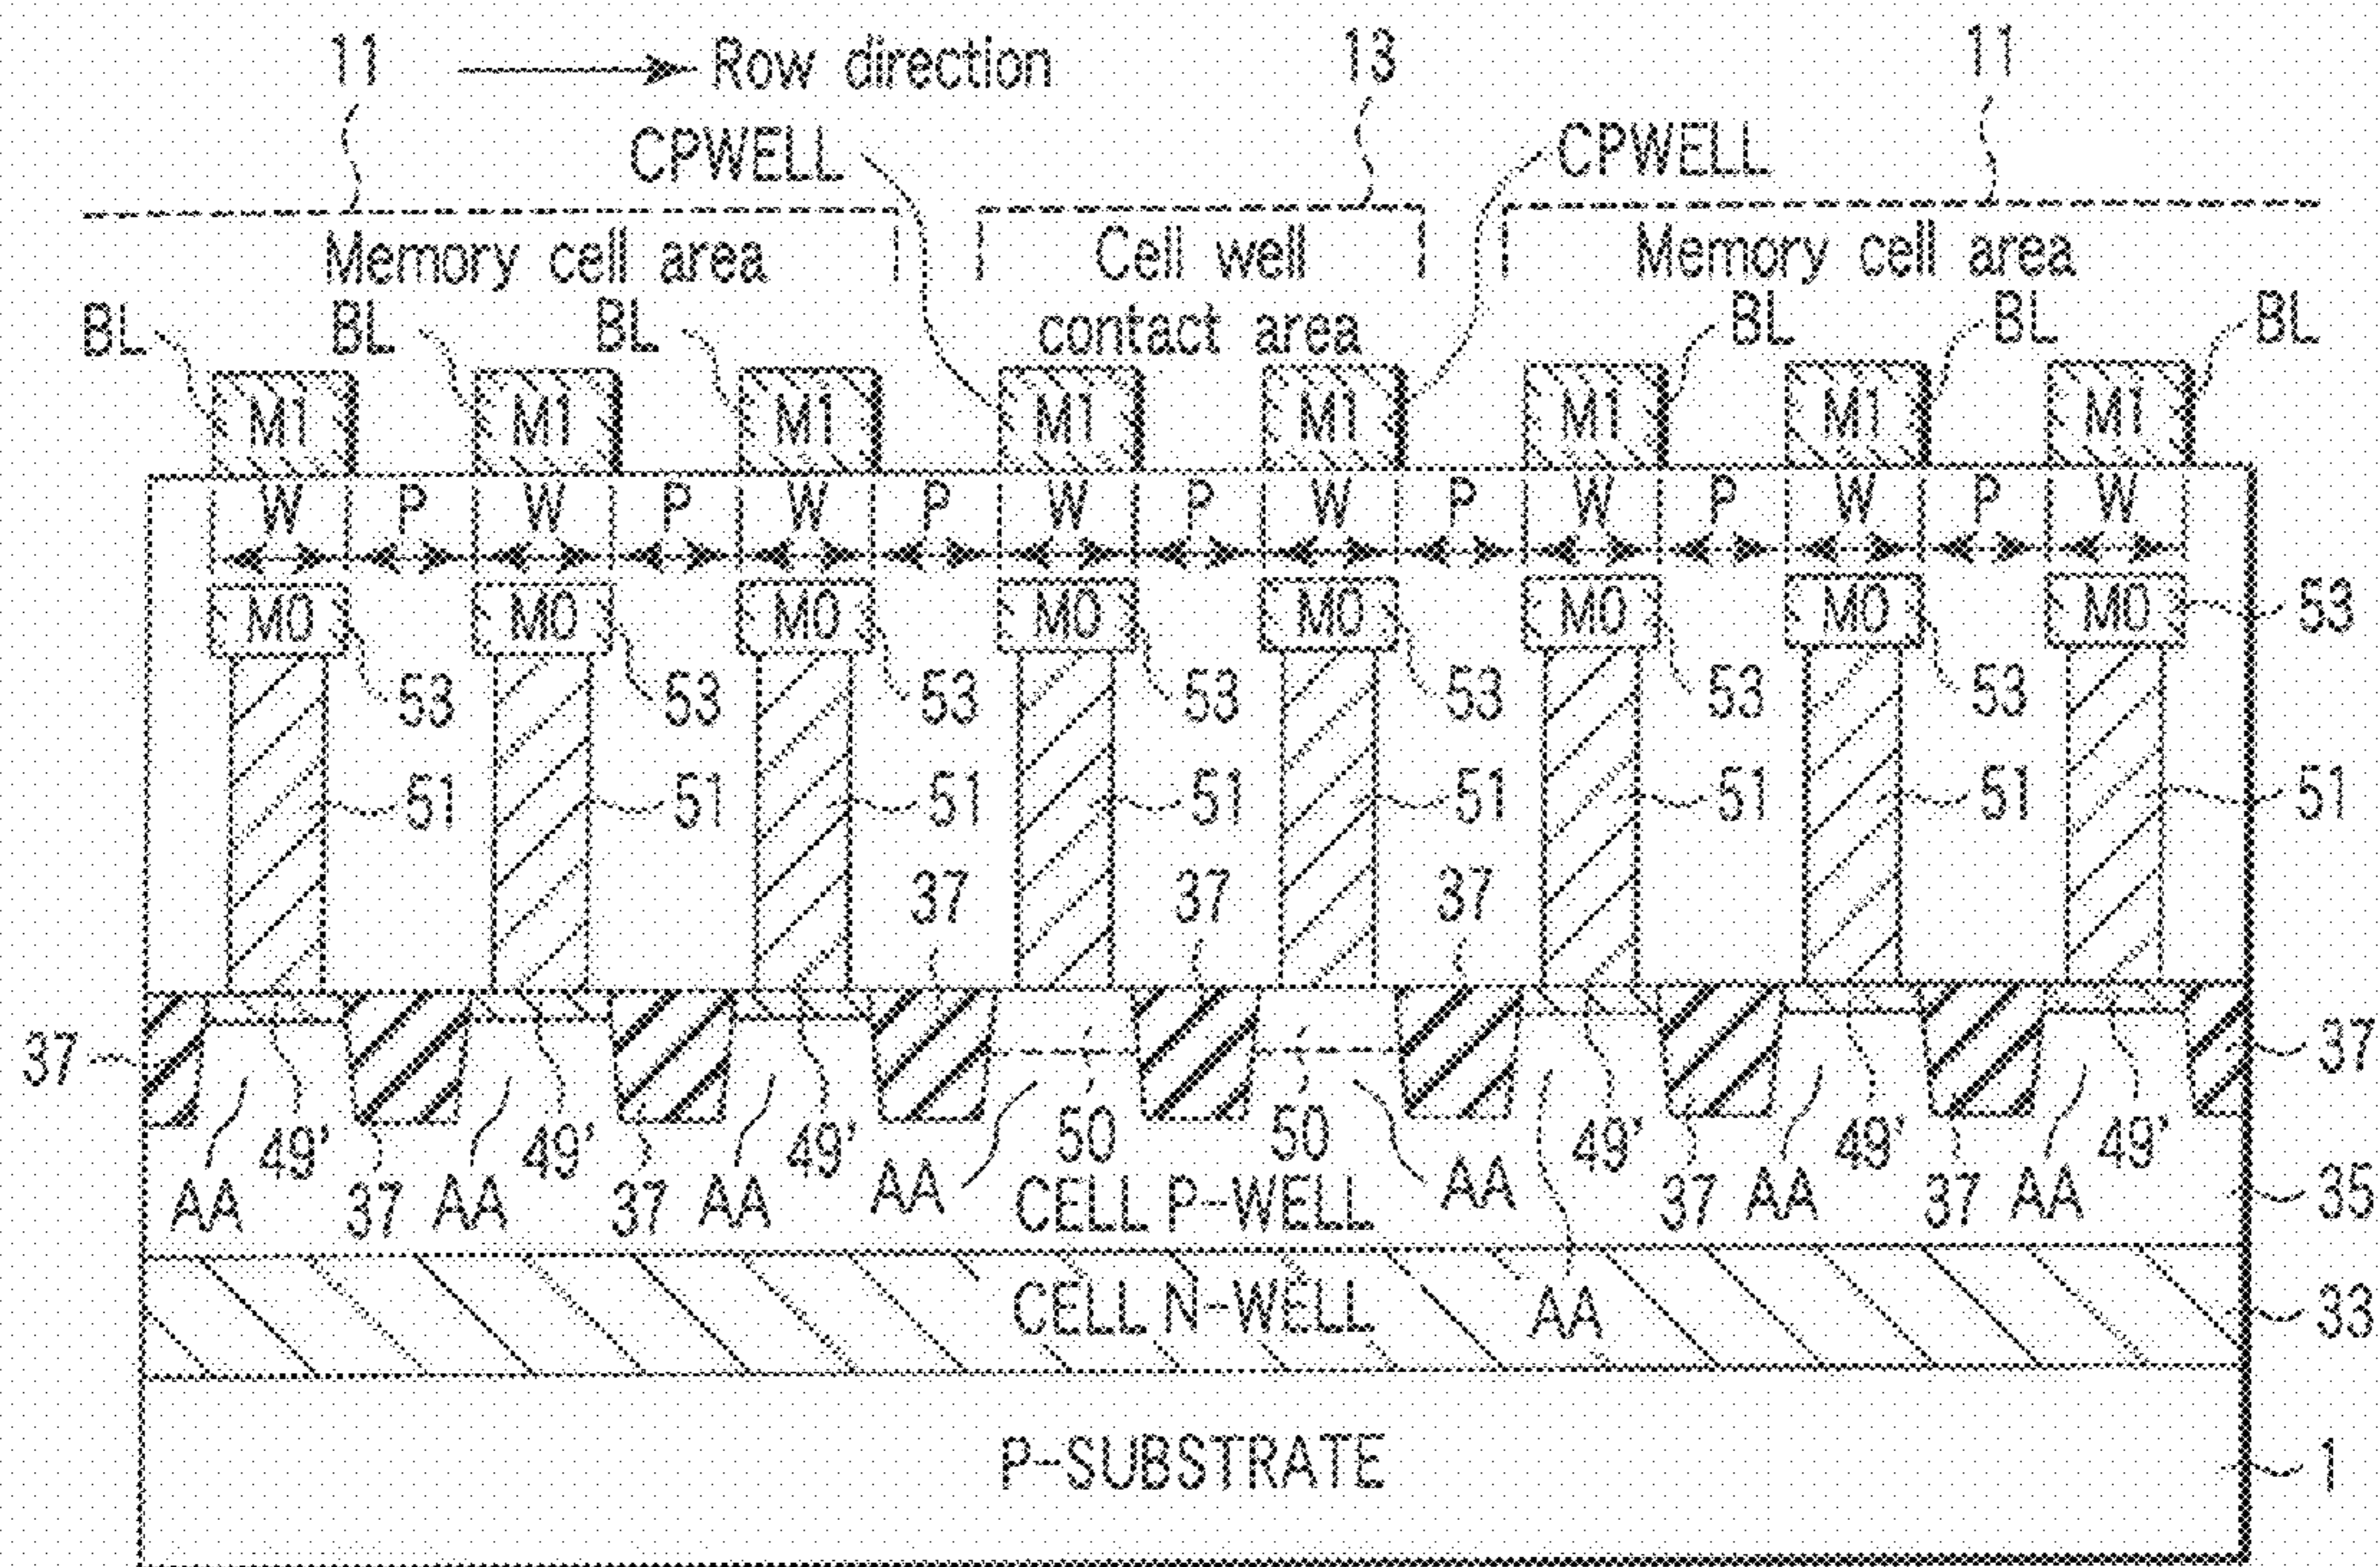 11 Row direction 13 11
CPWELL CPWELL
Memory cell area Cell well Memory cell area
contact area
BL BL BL BL BL BL
M1 M1 M1 M1 M1 M1 M1 M1
W P W P W P W P W P W P W P W
M0 M0 M0 M0 M0 M0 M0 M0 53
53 53 53 53 53 53 53
51 51 51 51 51 51 51 51
37 37 37
37 37
49' 49' 49' 50 50 49' 49' 49'
AA 37 AA 37 AA AA CELL P-WELL AA 37 AA 37 AA 35
CELL N-WELL AA 33
P-SUBSTRATE 1